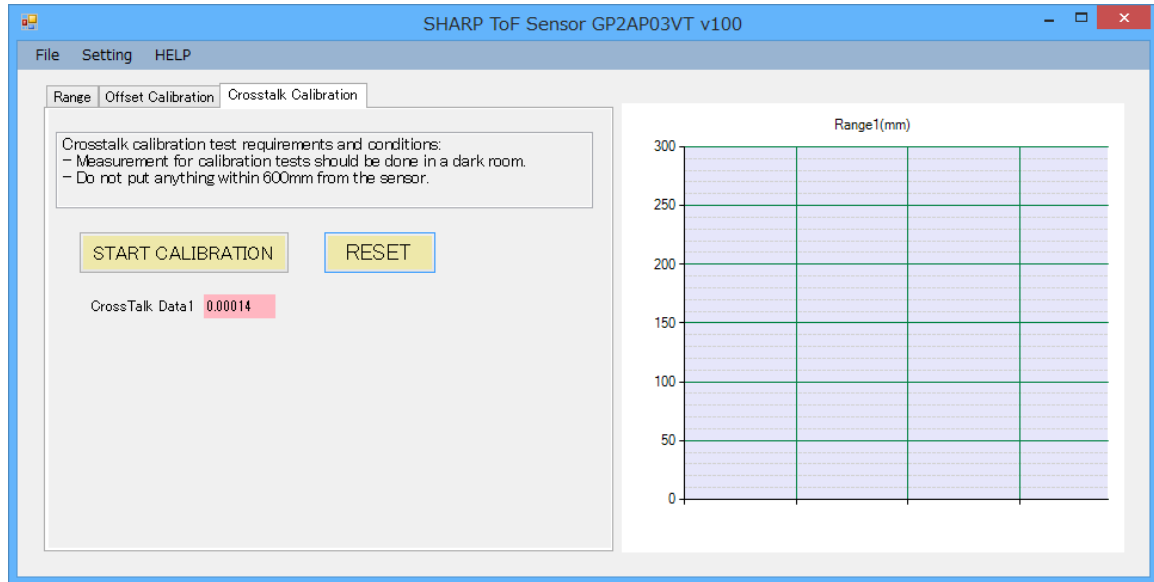 SHARP ToF Sensor GP2AP03VT v100
File Setting HELP
Range Offset Calibration Crosstalk Calibration
Crosstalk calibration test requirements and conditions:
- Measurement for calibration tests should be done in a dark room.
- Do not put anything within 600mm from the sensor.
START CALIBRATION RESET
CrossTalk Data1 0.00014
Range1(mm)
300
250
200
150
100
50
0